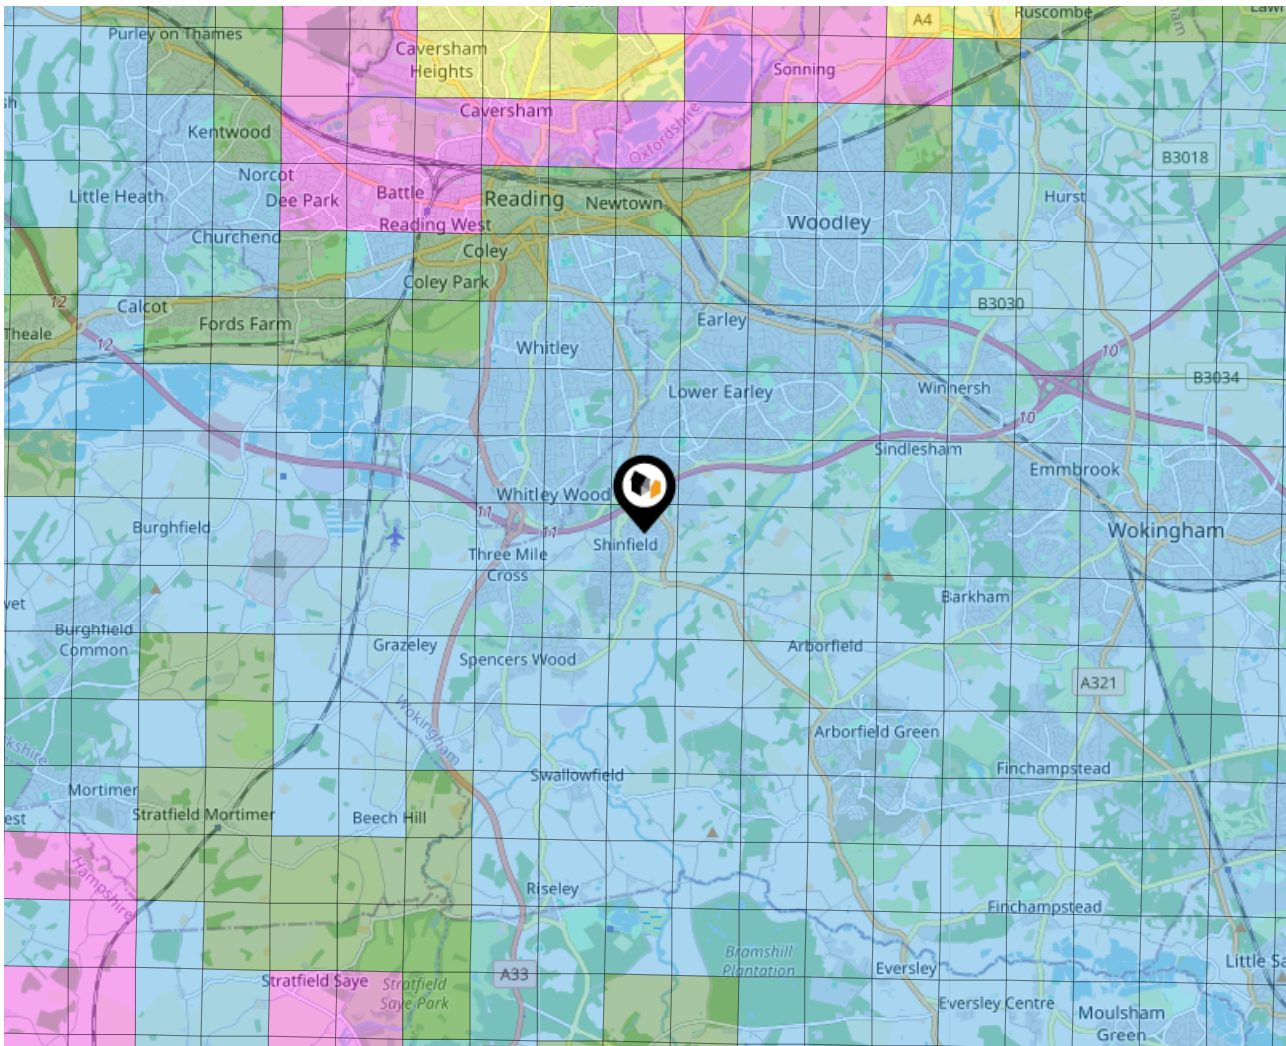 Ruscombe
A4
Purley on Thames
Caversham
Heights
Sonning
Caversham
Oxfordshire
Kentwood
B3018
Norcot
Little Heath
Dee Park
Battle
Reading
Newtown
Hurst
Reading West
Woodley
Churchend
Coley
Coley Park
12
Calcot
B3030
Theale
Fords Farm
Earley
12
Whitley
10
B3034
Lower Earley
Winnersh
10
Sindlesham
Emmbrook
Whitley Wood
11
Burghfield
11
Wokingham
Shinfield
Three Mile
Cross
Barkham
Burghfield
Common
Grazeley
Arborfield
Spencers Wood
A321
Wokingham
Arborfield Green
Finchampstead
Swallowfield
Mortimer
Stratfield Mortimer
Beech Hill
Hampshire
Riseley
Finchampstead
Bramshill
Plantation
Eversley
A33
Stratfield Saye
Stratfield
Saye Park
Eversley Centre
Moulsham
Green